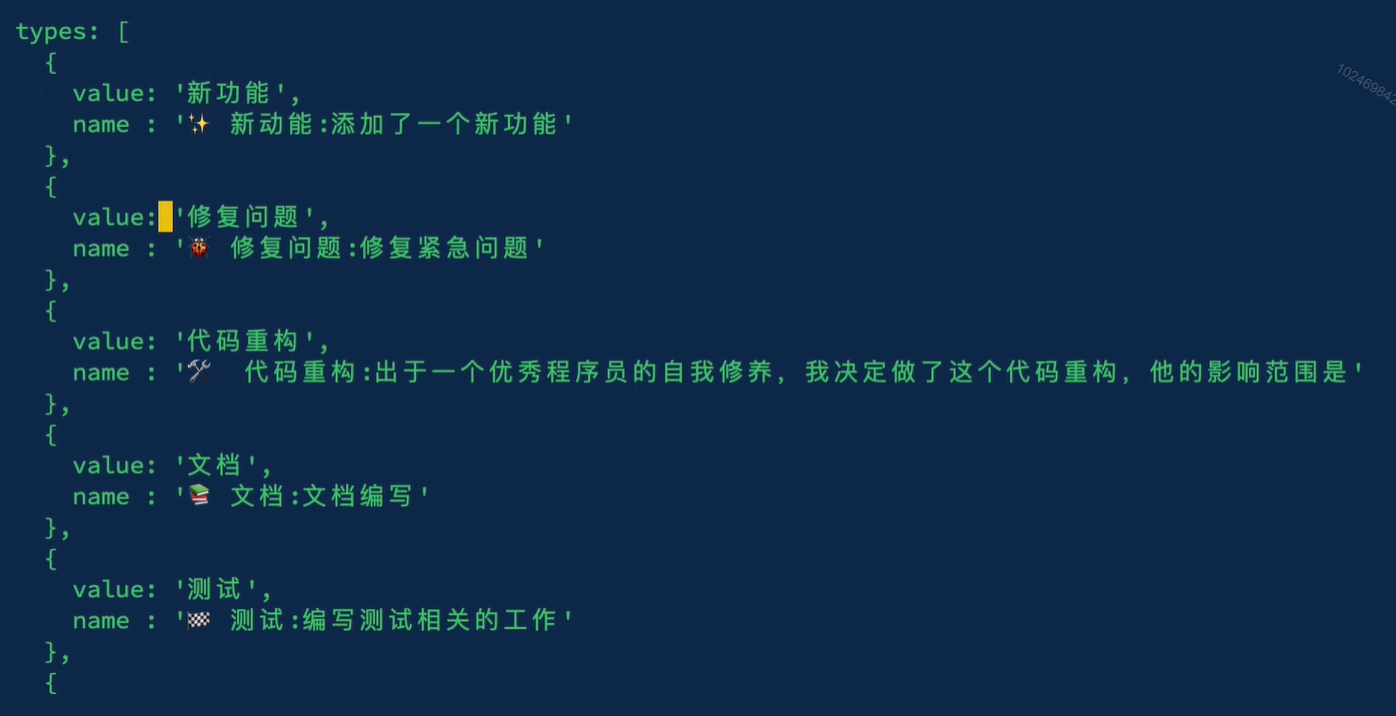 types: [
  {
    value: '新功能',
    name : '✨ 新动能:添加了一个新功能'
  },
  {
    value: '修复问题',
    name : '🐞 修复问题:修复紧急问题'
  },
  {
    value: '代码重构',
    name : '🛠  代码重构:出于一个优秀程序员的自我修养, 我决定做了这个代码重构, 他的影响范围是'
  },
  {
    value: '文档',
    name : '📚 文档:文档编写'
  },
  {
    value: '测试',
    name : '🏁 测试:编写测试相关的工作'
  },
  {